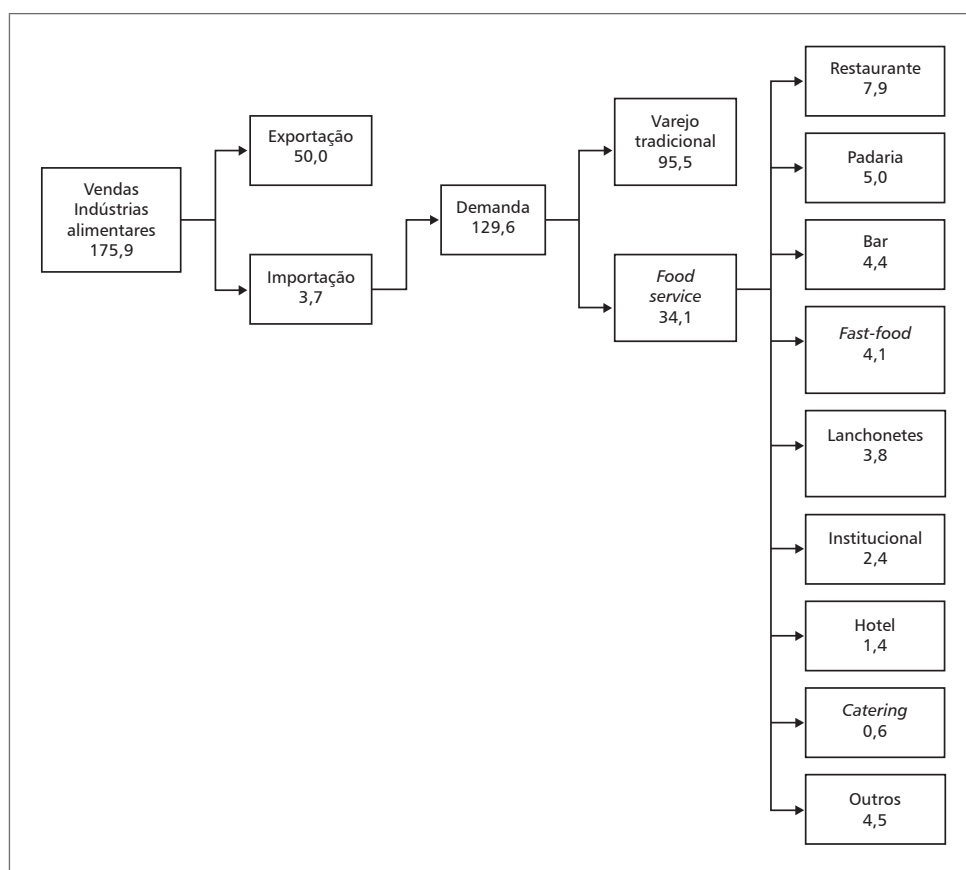 Vendas
Indústrias
alimentares
175,9
Exportação
50,0
Importação
3,7
Demanda
129,6
Varejo
tradicional
95,5
Food
service
34,1
Restaurante
7,9
Padaria
5,0
Bar
4,4
Fast-food
4,1
Lanchonetes
3,8
Institucional
2,4
Hotel
1,4
Catering
0,6
Outros
4,5